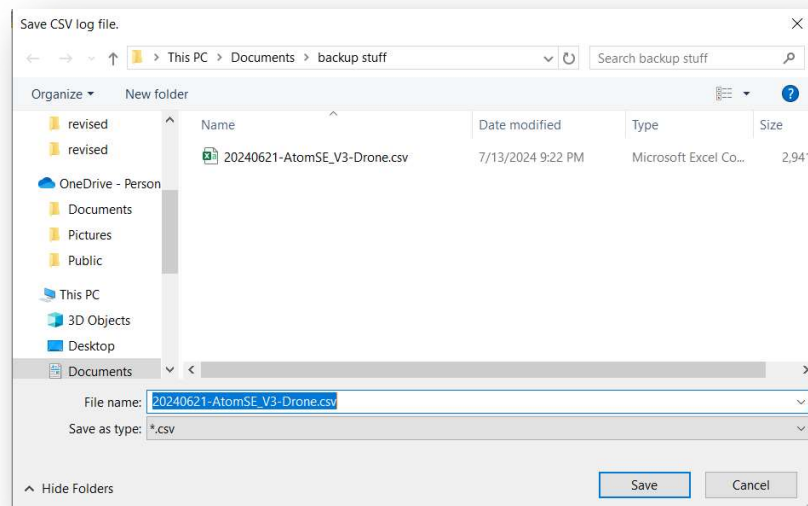 Save CSV log file.
This PC > Documents > backup stuff
Search backup stuff
Organize
New folder
Name Date modified Type Size
revised
revised
OneDrive - Person
Documents
Pictures
Public
This PC
3D Objects
Desktop
Documents
20240621-AtomSE_V3-Drone.csv 7/13/2024 9:22 PM Microsoft Excel Co... 2,941
File name: 20240621-AtomSE_V3-Drone.csv
Save as type: *.csv
Hide Folders
Save
Cancel